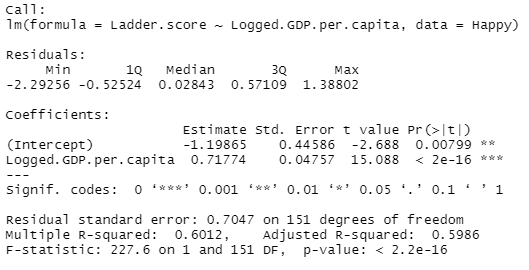 Call:
lm(formula = Ladder.score ~ Logged.GDP.per.capita, data = Happy)
Residuals:
Min 1Q Median 3Q Max
-2.29256 -0.52524 0.02843 0.57109 1.38802
Coefficients:
Estimate Std. Error t value Pr(>|t|)
(Intercept) -1.19865 0.44586 -2.688 0.00799 **
Logged.GDP.per.capita 0.71774 0.04757 15.088 < 2e-16 ***
---
Signif. codes: 0 ‘***’ 0.001 ‘**’ 0.01 ‘*’ 0.05 ‘.’ 0.1 ‘ ’ 1
Residual standard error: 0.7047 on 151 degrees of freedom
Multiple R-squared: 0.6012, Adjusted R-squared: 0.5986
F-statistic: 227.6 on 1 and 151 DF, p-value: < 2.2e-16